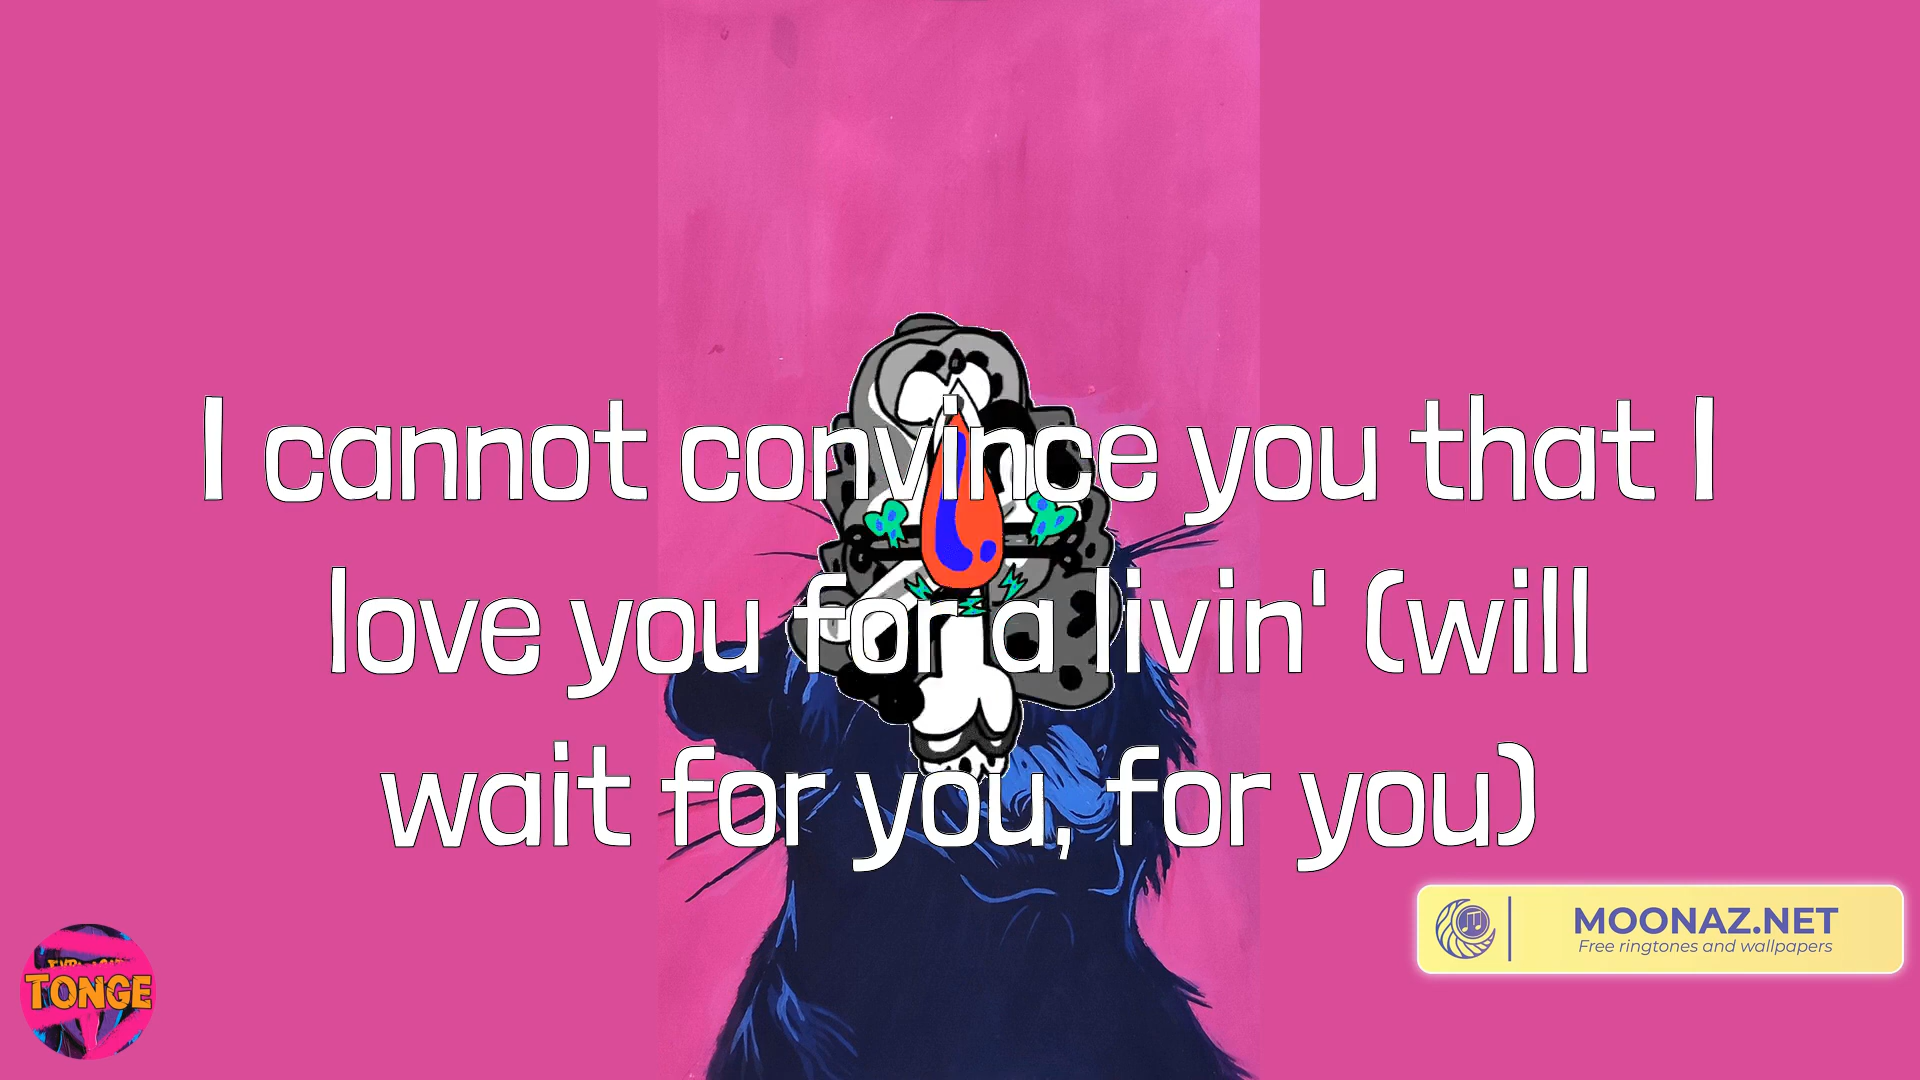 I cannot convince you that I
love you for a livin' (will
wait for you, for you)
MOONAZ.NET
Free ringtones and wallpapers
TONGE